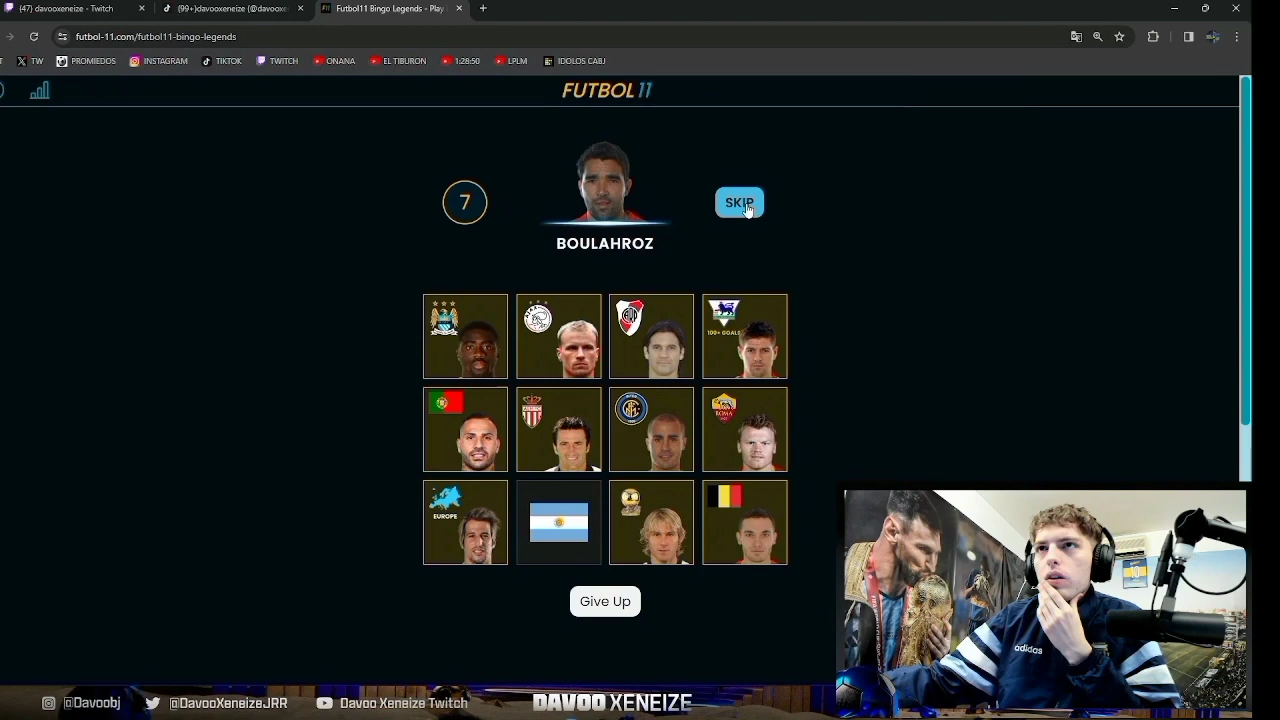 (47) davooxeneize - Twitch
(99+)davooxeneize (@davooxe
Futbol11 Bingo Legends - Play
futbol-11.com/futbol11-bingo-legends
T
TW
PROMIEDOS
INSTAGRAM
TIKTOK
TWITCH
ONANA
EL TIBURON
1:28:50
LPLM
IDOLOS CABJ
FUTBOL 11
7
SKIP
BOULAHROZ
100+ GOALS
EUROPE
Give Up
adidas
@Davoobj
@DavooXeneizeJRR
Davoo Xeneize Twitch
DAVOO XENEIZE